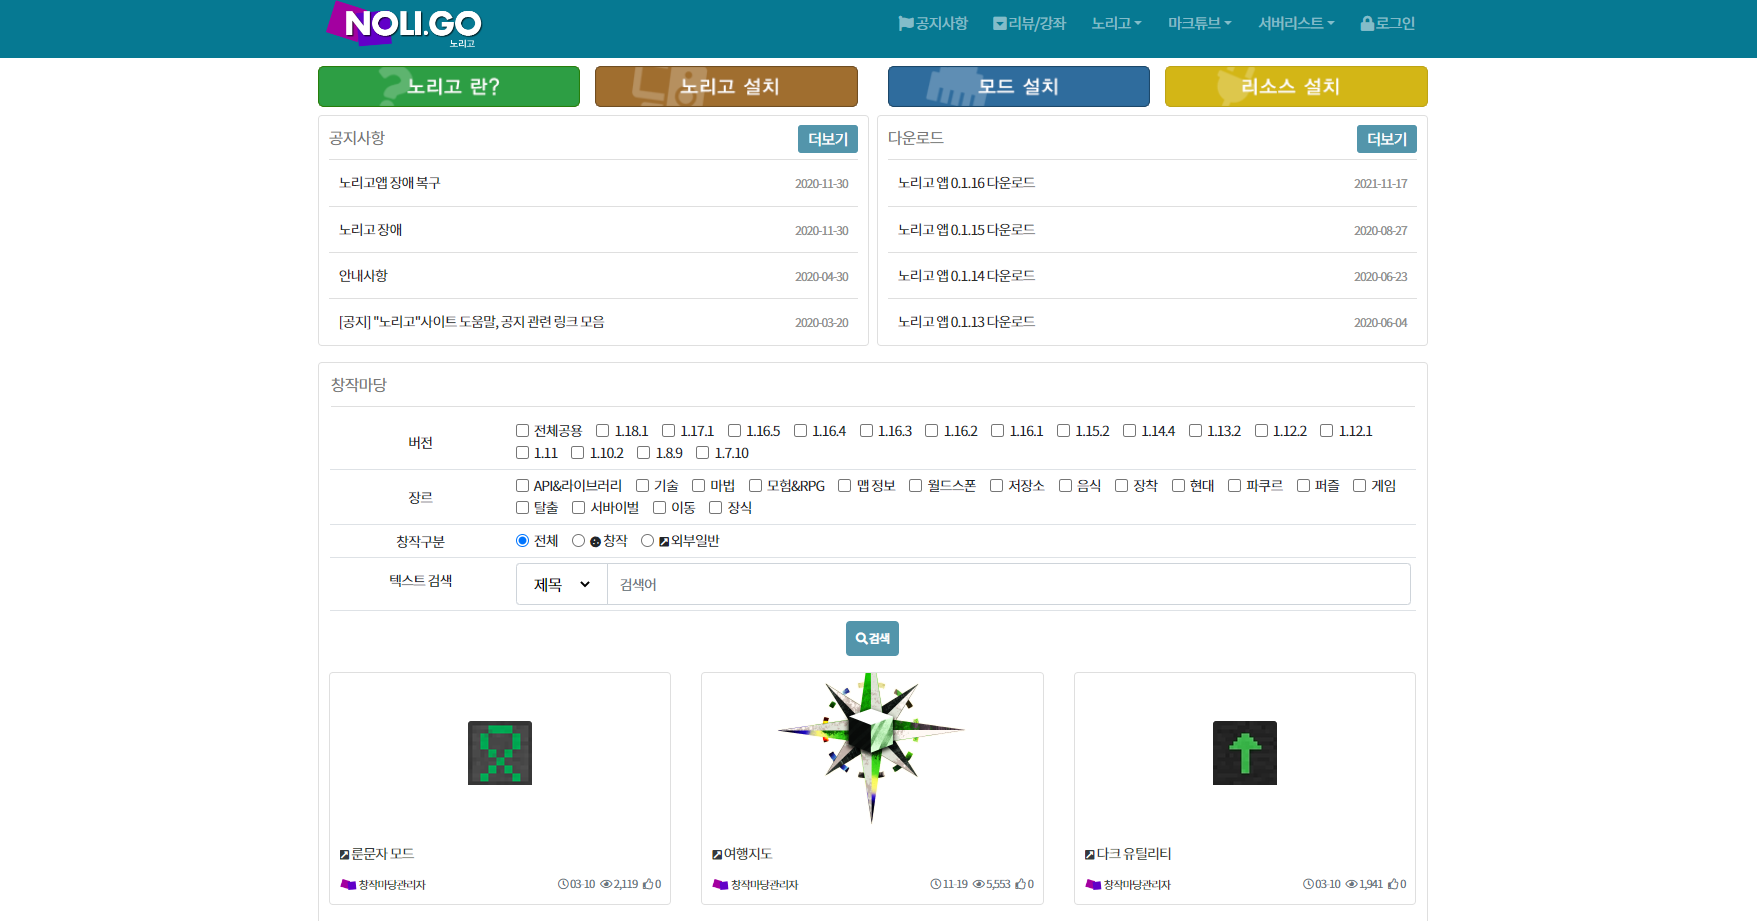 NOLI.GO
노리고
공지사항 리뷰/강좌 노리고 마크튜브 서버리스트 로그인
노리고 란?
노리고 설치
모드 설치
리소스 설치
공지사항 더보기
노리고앱 장애 복구 2020-11-30
노리고 장애 2020-11-30
안내사항 2020-04-30
[공지] "노리고"사이트 도움말, 공지 관련 링크 모음 2020-03-20
다운로드 더보기
노리고 앱 0.1.16 다운로드 2021-11-17
노리고 앱 0.1.15 다운로드 2020-08-27
노리고 앱 0.1.14 다운로드 2020-06-23
노리고 앱 0.1.13 다운로드 2020-06-04
창작마당
버전
전체공용 1.18.1 1.17.1 1.16.5 1.16.4 1.16.3 1.16.2 1.16.1 1.15.2 1.14.4 1.13.2 1.12.2 1.12.1
1.11 1.10.2 1.8.9 1.7.10
장르
API&라이브러리 기술 마법 모험&RPG 맵 정보 월드스폰 저장소 음식 장착 현대 파쿠르 퍼즐 게임
탈출 서바이벌 이동 장식
창작구분 전체 창작 외부일반
텍스트 검색 제목 검색어
검색
룬문자 모드
창작마당관리자 03-10 2,119 0
여행지도
창작마당관리자 11-19 5,553 0
다크 유틸리티
창작마당관리자 03-10 1,941 0